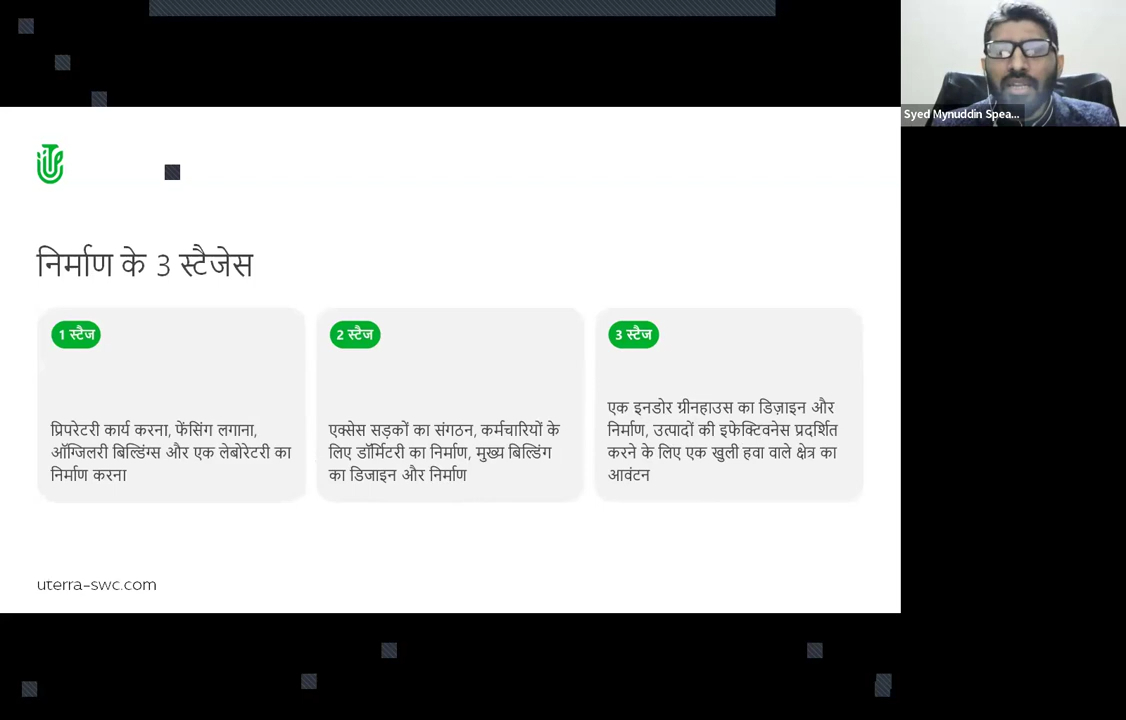 Syed Mynuddin Spea...
निर्माण के 3 स्टैजेस
1 स्टैज
प्रिपरेटरी कार्य करना, फेंसिंग लगाना,
ऑग्जिलरी बिल्डिंग्स और एक लेबोरेटरी का
निर्माण करना
2 स्टैज
एक्सेस सड़कों का संगठन, कर्मचारियों के
लिए डॉर्मिटरी का निर्माण, मुख्य बिल्डिंग
का डिजाइन और निर्माण
3 स्टैज
एक इनडोर ग्रीनहाउस का डिज़ाइन और
निर्माण, उत्पादों की इफेक्टिवनेस प्रदर्शित
करने के लिए एक खुली हवा वाले क्षेत्र का
आवंटन
uterra-swc.com